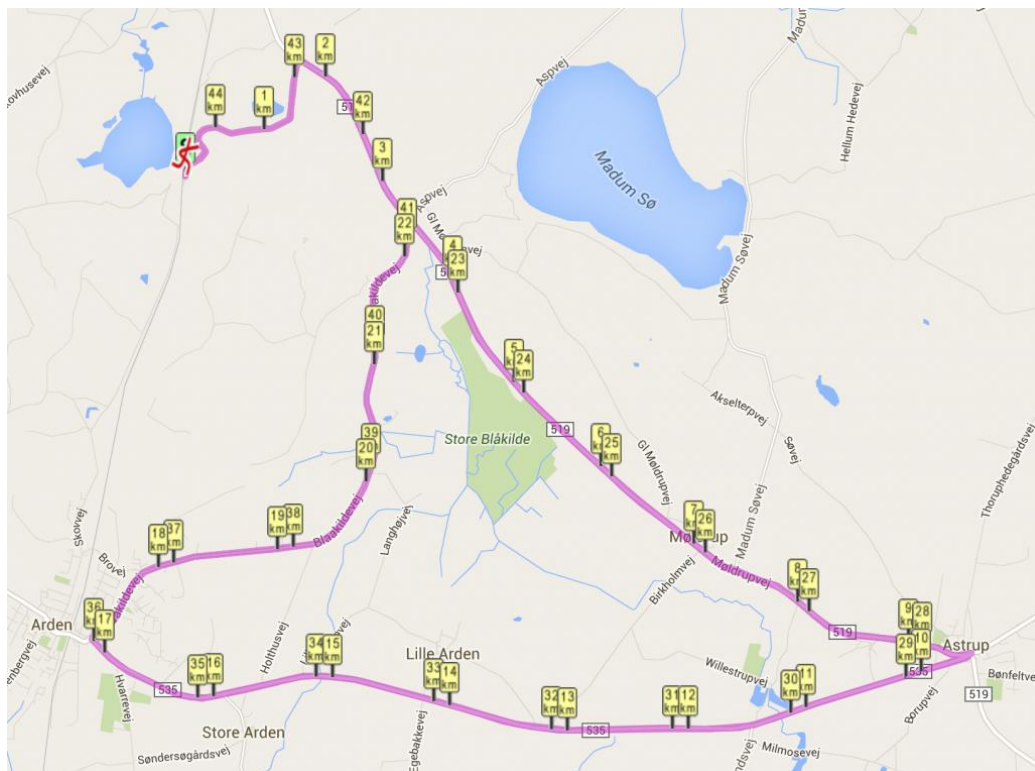 43
km
2
km
Madum
44
km
1
km
42
km
Aspvej
Hellum Hedevej
3
km
Madum Sø
Aspvej
41
22
km
4
23
km
Madum Søvej
40
21
km
5
24
km
Akselterpvej
519
Store Blåkilde
6
km
25
km
Gl Møldrupvej
Søvej
Thoruphedegårdsvej
39
20
km
Skovvej
19
km
38
km
Blaakildevej
Langhøjvej
7
26
km
Madum Søvej
18
km
37
km
Brovej
Møldrupvej
Birkholmvej
8
27
km
519
9
28
km
Astrup
36
17
km
Arden
34
km
15
km
Holthusvej
Lille Arden
29
km
10
535
Bønfeltvej
Willestrupvej
519
Borupvej
35
km
16
km
535
Hvarrevej
33
km
14
km
30
km
11
km
32
km
13
km
31
km
12
km
535
Store Arden
Egebakkevej
Søndersøgårdsvej
Milmosevej